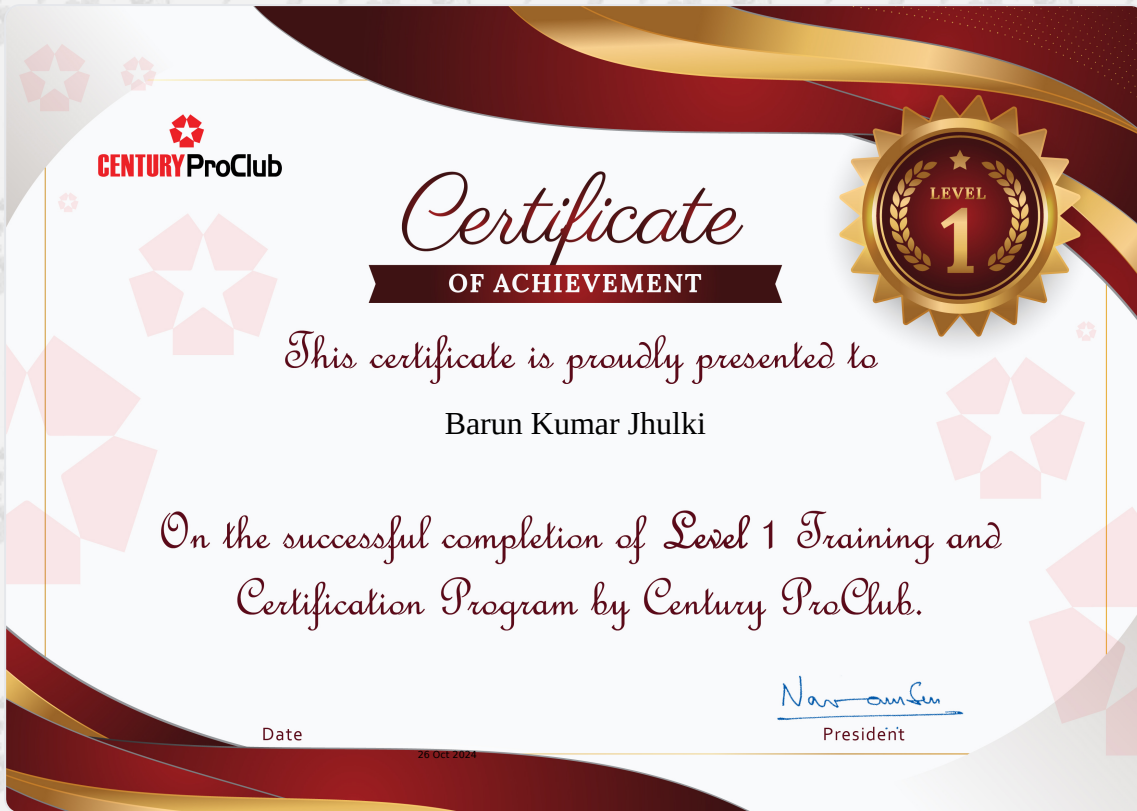 CENTURY ProClub
LEVEL
1
Certificate
OF ACHIEVEMENT
This certificate is proudly presented to
Barun Kumar Jhulki
On the successful completion of Level 1 Training and
Certification Program by Century ProClub.
Date
President
26 Oct 2024